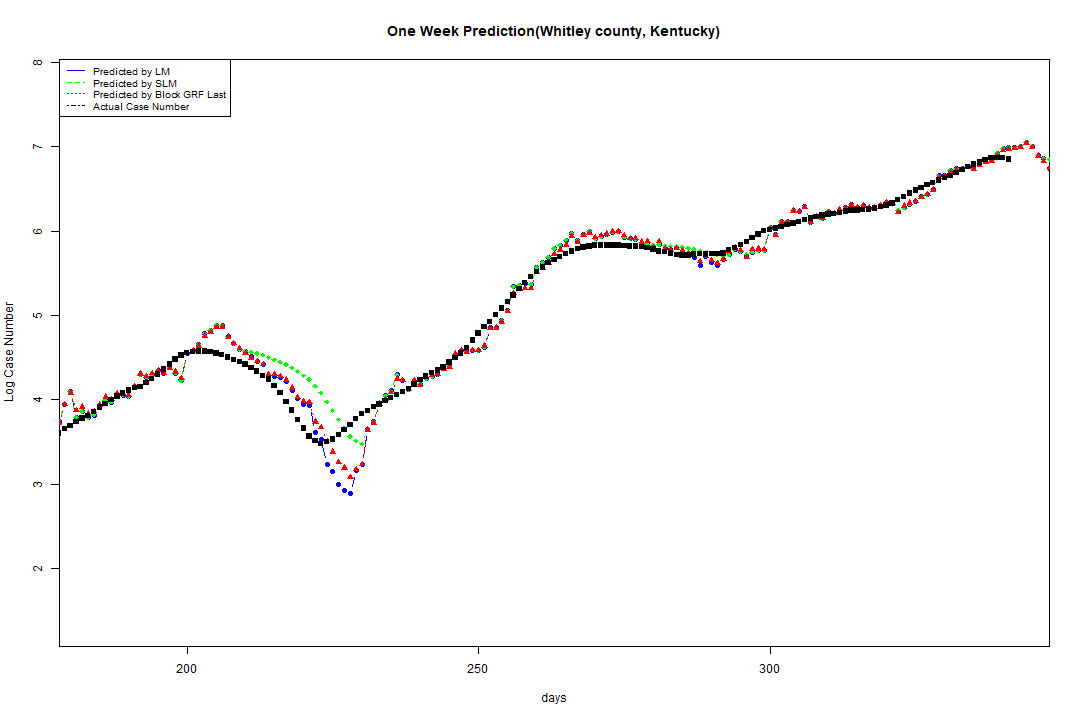 One Week Prediction(Whitley county, Kentucky)
Predicted by LM
Predicted by SLM
Predicted by Block GRF Last
Actual Case Number
Log Case Number
8
7
6
5
4
3
2
200 250 300
days